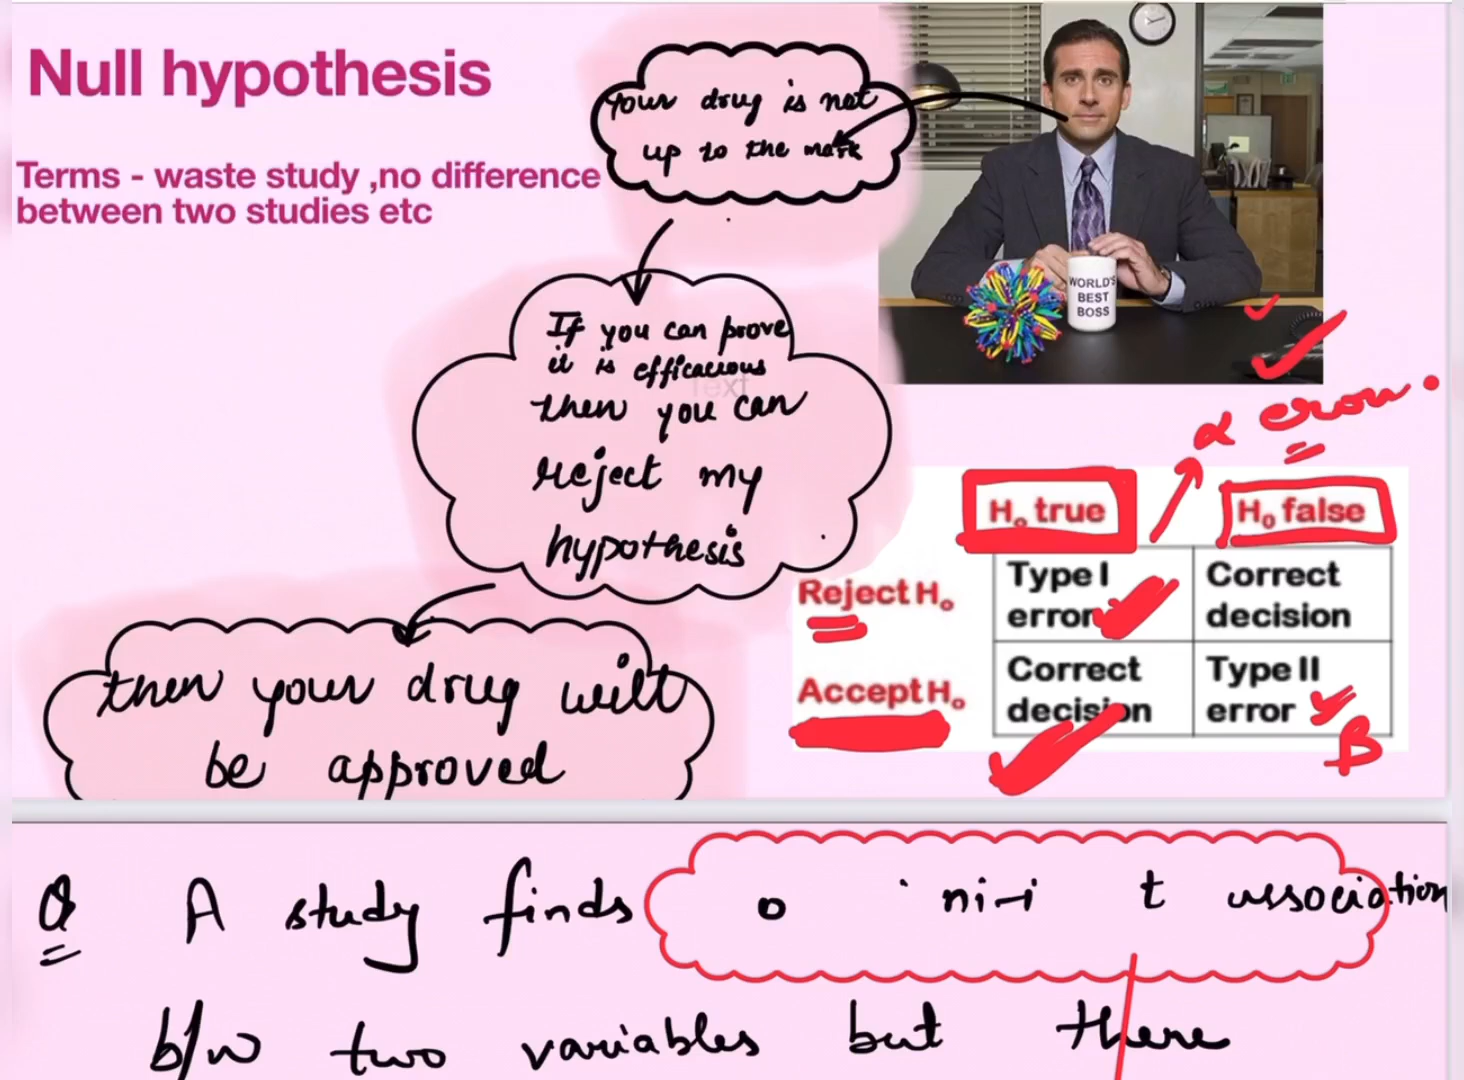 Null hypothesis
Terms - waste study ,no difference
between two studies etc
Your drug is not
up to the mark
WORLD'S
BEST
BOSS
If you can prove
it is efficacious
Text
then you can
reject my
hypothesis
then your drug will
be approved
α error
H₀ true
H₀ false
Reject H₀
Type I
error
Correct
decision
Accept H₀
Correct
decision
Type II
error
β
Q A study finds association
b/w two variables but there